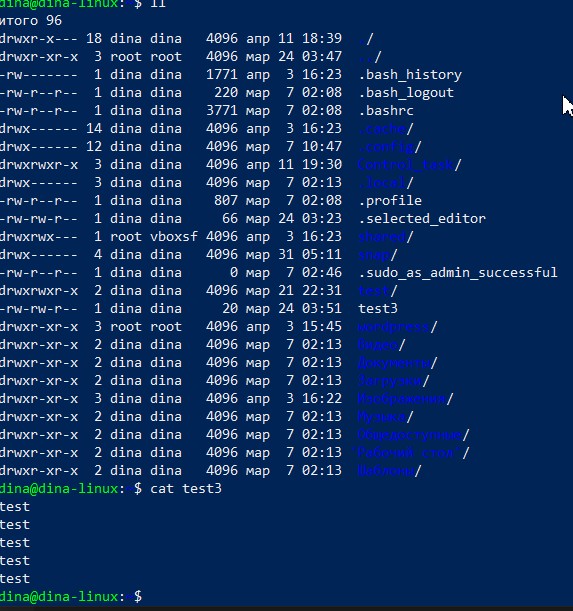 dina@dina-linux:~$ ll
итого 96
drwxr-x--- 18 dina dina   4096 апр 11 18:39 ./
drwxr-xr-x  3 root root   4096 мар 24 03:47 ../
-rw-------  1 dina dina   1771 апр  3 16:23 .bash_history
-rw-r--r--  1 dina dina    220 мар  7 02:08 .bash_logout
-rw-r--r--  1 dina dina   3771 мар  7 02:08 .bashrc
drwx------ 14 dina dina   4096 апр  3 16:23 .cache/
drwx------ 12 dina dina   4096 мар  7 10:47 .config/
drwxrwxr-x  3 dina dina   4096 апр 11 19:30 Control_task/
drwx------  3 dina dina   4096 мар  7 02:13 .local/
-rw-r--r--  1 dina dina    807 мар  7 02:08 .profile
-rw-rw-r--  1 dina dina     66 мар 24 03:23 .selected_editor
drwxrwx---  1 root vboxsf 4096 апр  3 16:23 shared/
drwx------  4 dina dina   4096 мар 31 05:11 snap/
-rw-r--r--  1 dina dina      0 мар  7 02:46 .sudo_as_admin_successful
drwxrwxr-x  2 dina dina   4096 мар 21 22:31 test/
-rw-rw-r--  1 dina dina     20 мар 24 03:51 test3
drwxr-xr-x  3 root root   4096 апр  3 15:45 wordpress/
drwxr-xr-x  2 dina dina   4096 мар  7 02:13 Видео/
drwxr-xr-x  2 dina dina   4096 мар  7 02:13 Документы/
drwxr-xr-x  2 dina dina   4096 мар  7 02:13 Загрузки/
drwxr-xr-x  3 dina dina   4096 апр  3 16:22 Изображения/
drwxr-xr-x  2 dina dina   4096 мар  7 02:13 Музыка/
drwxr-xr-x  2 dina dina   4096 мар  7 02:13 Общедоступные/
drwxr-xr-x  2 dina dina   4096 мар  7 02:13 'Рабочий стол'/
drwxr-xr-x  2 dina dina   4096 мар  7 02:13 Шаблоны/
dina@dina-linux:~$ cat test3
test
test
test
test
test
dina@dina-linux:~$